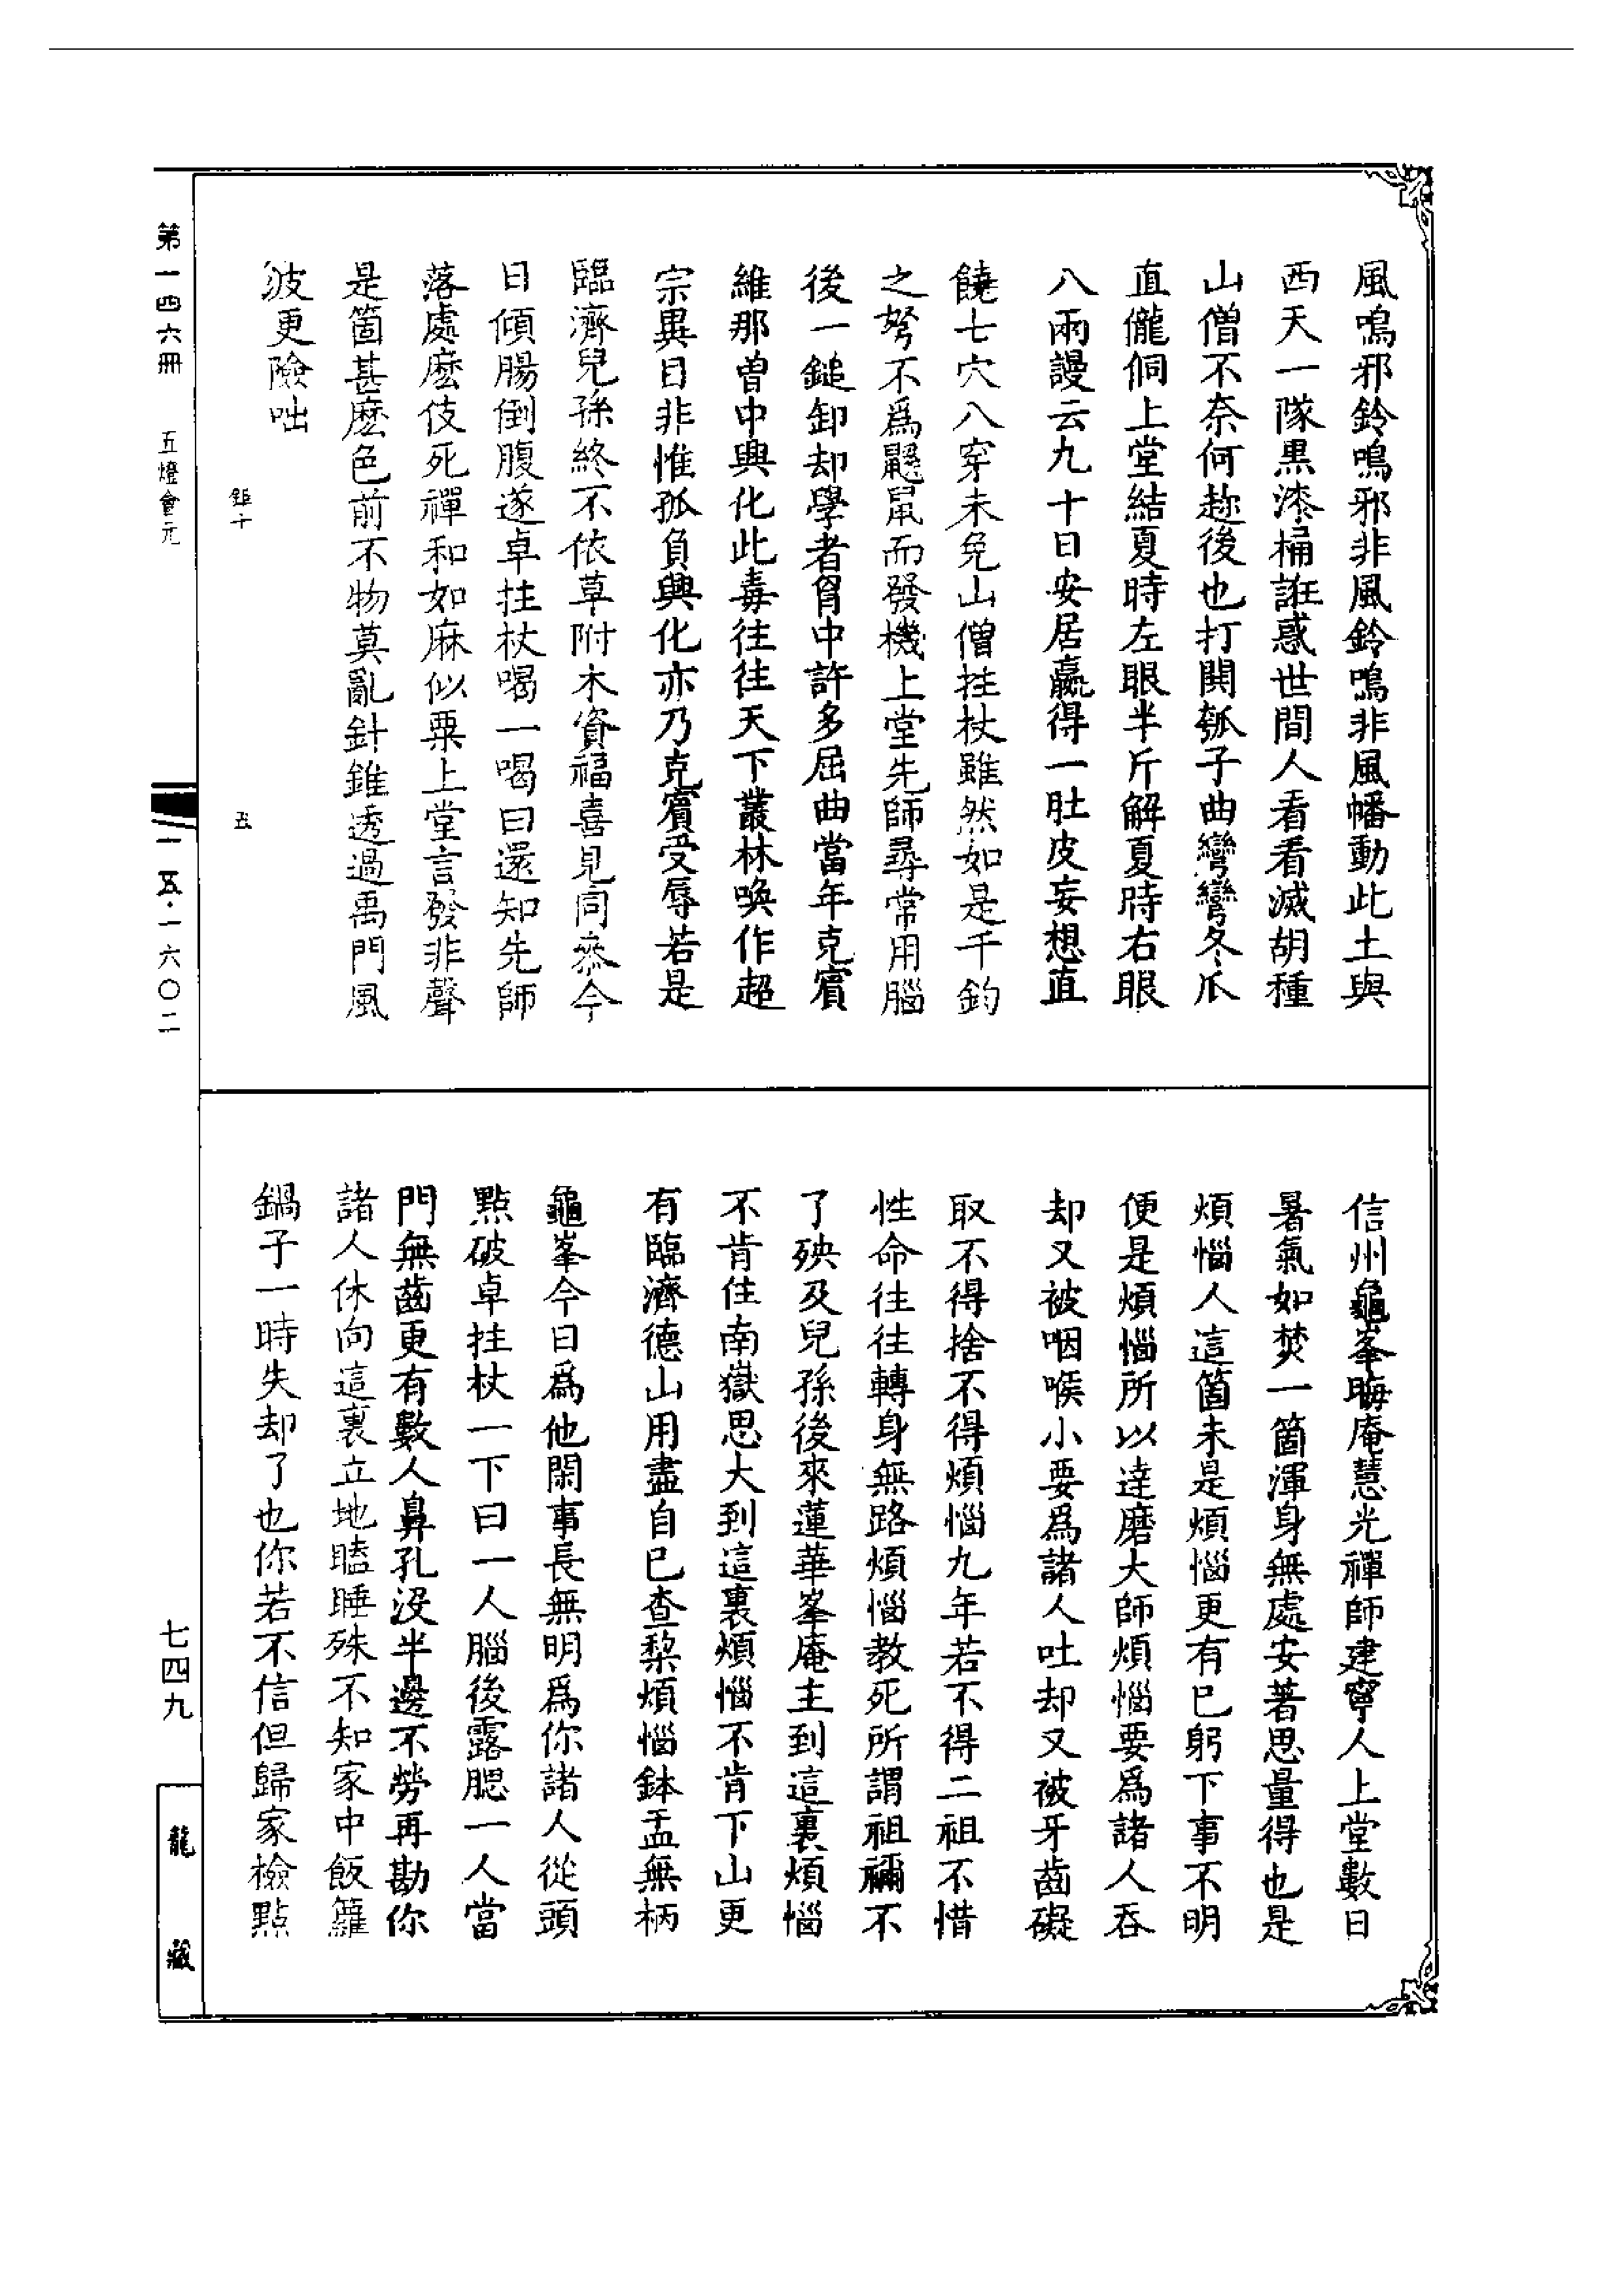 風鳴邪鈴鳴邪非風鈴鳴非風幡動此土與
西天一隊黑漆桶誑惑世間人看看滅胡種
山僧不奈何趂後也打開瓠子曲彎彎冬瓜
直儱侗上堂結夏時左眼半斤解夏時右眼
八兩謾云九十日安居贏得一肚皮妄想直
饒七穴八穿未免山僧拄杖雖然如是千鈞
之弩不爲鼷鼠而發機上堂先師尋常用腦
後一鎚卸却學者胷中許多屈曲當年克賓
維那曾中興化此毒往往天下叢林喚作超
宗異目非惟孤負興化亦乃克賓受辱若是
臨濟兒孫終不依草附木資福喜見同叅今
日傾腸倒腹遂卓拄杖喝一喝曰還知先師
落處麽伎死禪和如麻似粟上堂言發非聲
是箇甚麽色前不物莫亂針錐透過禹門風
波更險咄
信州龜峯晦庵慧光禪師建寧人上堂數日
暑氣如焚一箇渾身無處安著思量得也是
煩惱人這箇未是煩惱更有已躬下事不明
便是煩惱所以達磨大師煩惱要爲諸人吞
却又被咽喉小要爲諸人吐却又被牙齒礙
取不得捨不得煩惱九年若不得二祖不惜
性命往往轉身無路煩惱教死所謂祖禰不
了殃及兒孫後來蓮華峯庵主到這裏煩惱
不肯住南嶽思大到這裏煩惱不肯下山更
有臨濟德山用盡自已查棃煩惱鉢盂無柄
龜峯今日爲他閑事長無明爲你諸人從頭
點破卓拄杖一下曰一人腦後露腮一人當
門無齒更有數人鼻孔沒半邊不勞再勘你
諸人休向這裏立地瞌睡殊不知家中飯籮
鍋子一時失却了也你若不信但歸家檢點
第一四六冊　五燈會元
鉅十
五
一一五·一六〇二
七四九
龍藏